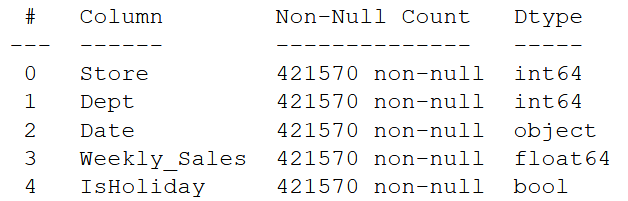 #   Column        Non-Null Count   Dtype
---  ------        --------------   -----
0   Store         421570 non-null  int64
1   Dept          421570 non-null  int64
2   Date          421570 non-null  object
3   Weekly_Sales  421570 non-null  float64
4   IsHoliday     421570 non-null  bool